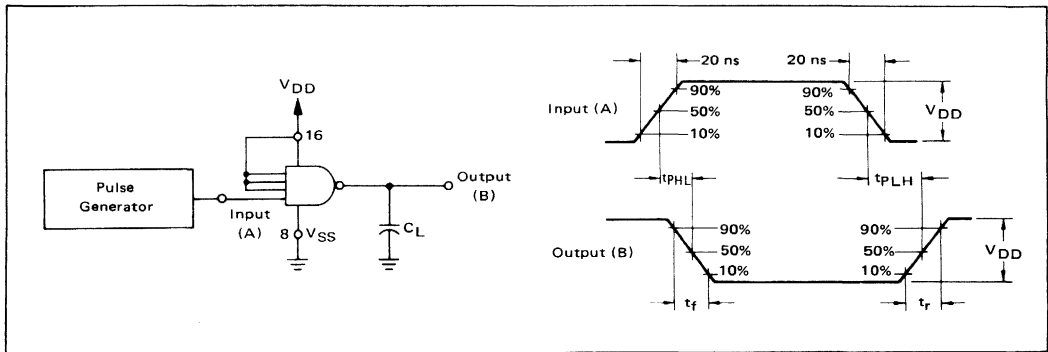 VDD
16
Pulse
Generator
Input
(A)
8
VSS
CL
Output
(B)
20 ns
20 ns
Input (A)
90%
50%
10%
90%
50%
10%
VDD
tPHL
tPLH
Output (B)
90%
50%
10%
90%
50%
10%
VDD
tf
tr